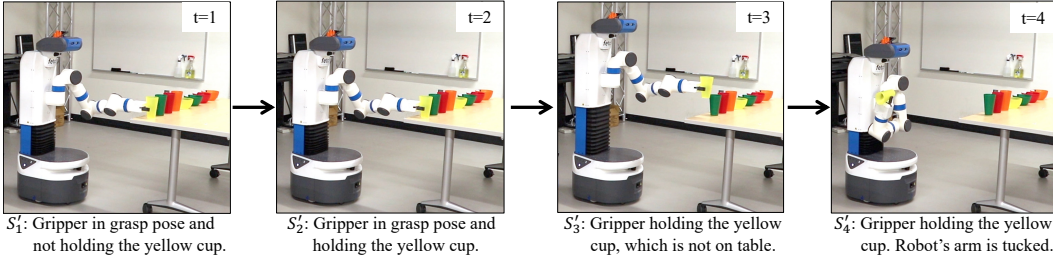 t=1
t=2
t=3
t=4
S′₁: Gripper in grasp pose and
not holding the yellow cup.
S′₂: Gripper in grasp pose and
holding the yellow cup.
S′₃: Gripper holding the yellow
cup, which is not on table.
S′₄: Gripper holding the yellow
cup. Robot's arm is tucked.